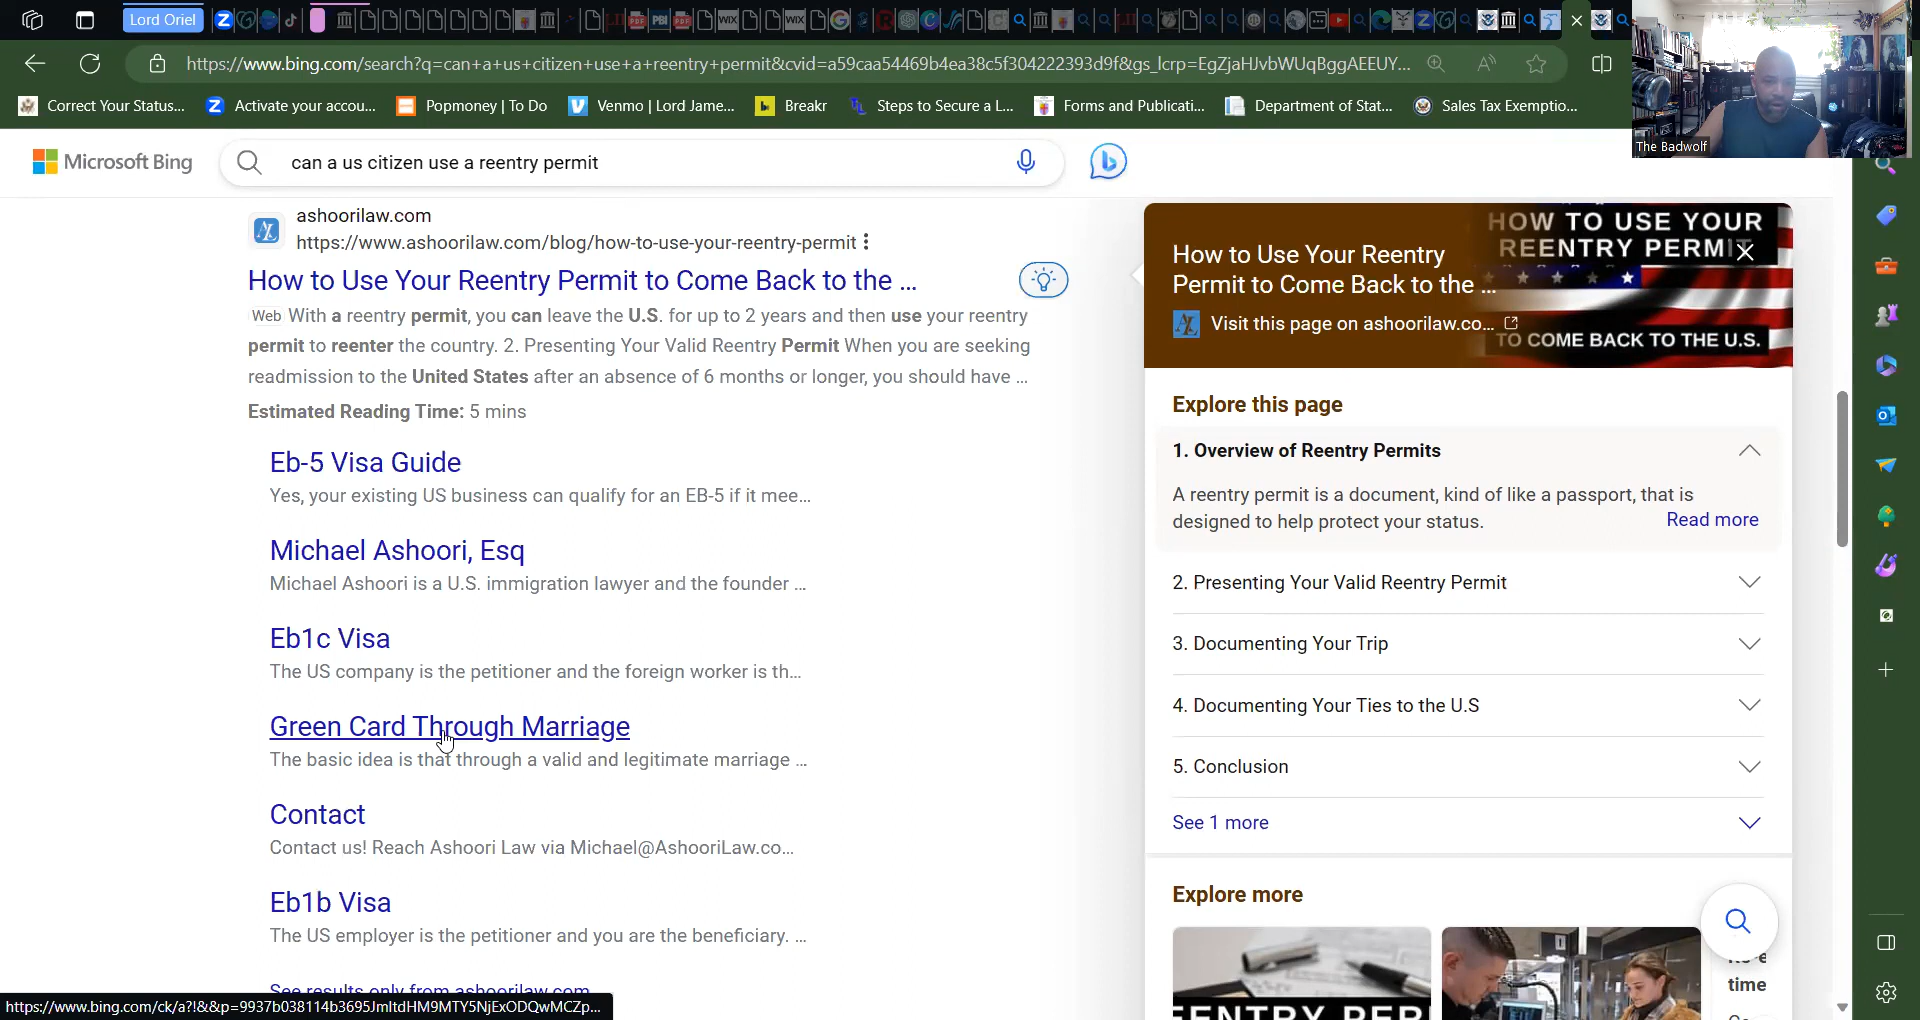 Lord Oriel
https://www.bing.com/search?q=can+a+us+citizen+use+a+reentry+permit&cvid=a59caa54469b4ea38c5f304222393d9f&gs_lcrp=EgZjaHJvbWUqBggAEEUY...
Correct Your Status...
Activate your accou...
Popmoney | To Do
Venmo | Lord Jame...
Breakr
Steps to Secure a L...
Forms and Publicati...
Department of Stat...
Sales Tax Exemptio...
The Badwolf
Microsoft Bing
can a us citizen use a reentry permit
ashoorilaw.com
https://www.ashoorilaw.com/blog/how-to-use-your-reentry-permit
How to Use Your Reentry Permit to Come Back to the ...
Web With a reentry permit, you can leave the U.S. for up to 2 years and then use your reentry
permit to reenter the country. 2. Presenting Your Valid Reentry Permit When you are seeking
readmission to the United States after an absence of 6 months or longer, you should have ...
Estimated Reading Time: 5 mins
Eb-5 Visa Guide
Yes, your existing US business can qualify for an EB-5 if it mee...
Michael Ashoori, Esq
Michael Ashoori is a U.S. immigration lawyer and the founder ...
Eb1c Visa
The US company is the petitioner and the foreign worker is th...
Green Card Through Marriage
The basic idea is that through a valid and legitimate marriage ...
Contact
Contact us! Reach Ashoori Law via Michael@AshooriLaw.co...
Eb1b Visa
The US employer is the petitioner and you are the beneficiary. ...
See results only from ashoorilaw.com
https://www.bing.com/ck/a?!&&p=9937b038114b3695JmltdHM9MTY5NjExODQwMCZp...
HOW TO USE YOUR
REENTRY PERMIT
TO COME BACK TO THE U.S.
How to Use Your Reentry
Permit to Come Back to the ...
Visit this page on ashoorilaw.co...
Explore this page
1. Overview of Reentry Permits
A reentry permit is a document, kind of like a passport, that is
designed to help protect your status.
Read more
2. Presenting Your Valid Reentry Permit
3. Documenting Your Trip
4. Documenting Your Ties to the U.S
5. Conclusion
See 1 more
Explore more
time